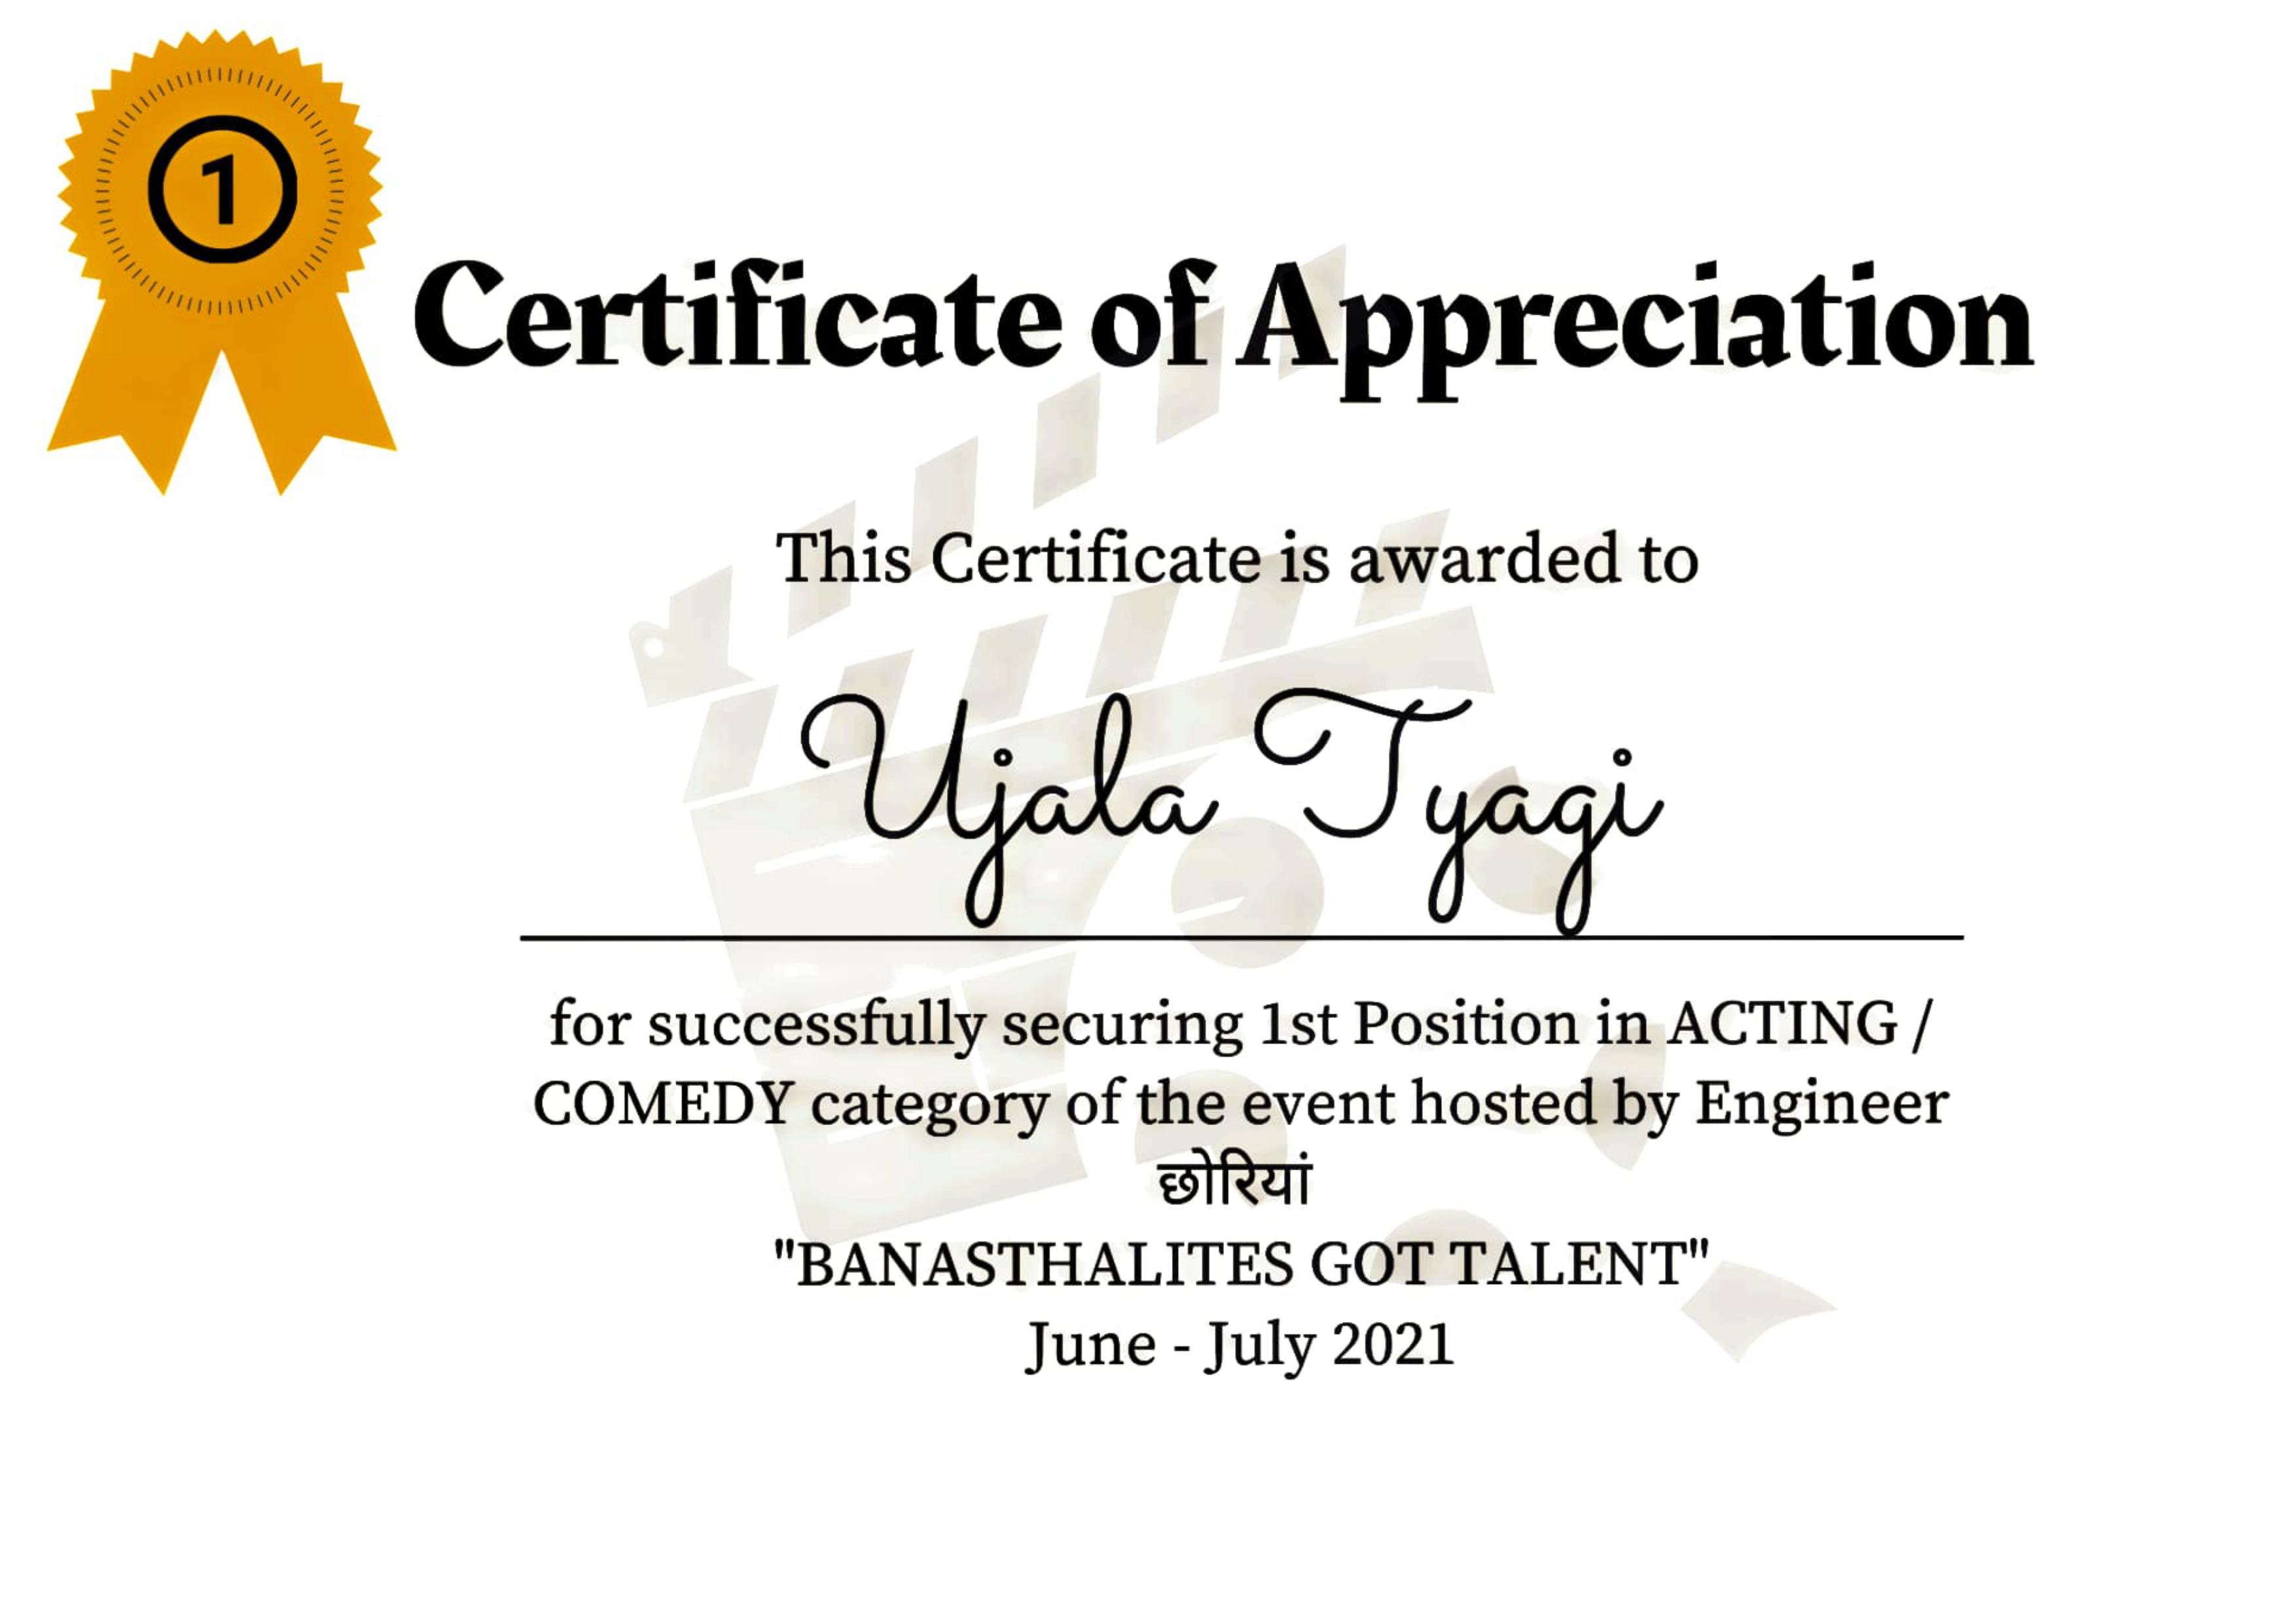 1
Certificate of Appreciation
This Certificate is awarded to
Ujala Tyagi
for successfully securing 1st Position in ACTING /
COMEDY category of the event hosted by Engineer
छोरियां
"BANASTHALITES GOT TALENT"
June - July 2021